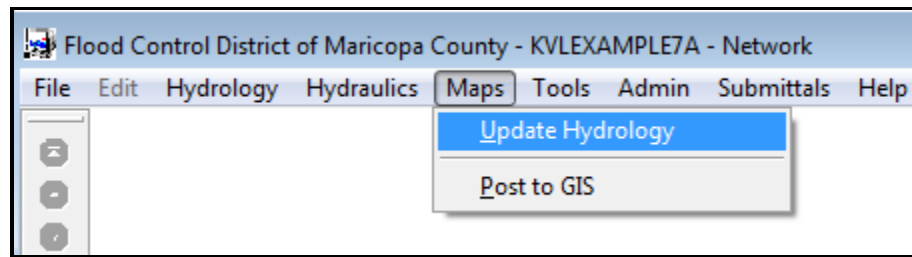 Flood Control District of Maricopa County - KVLEXAMPLE7A - Network
File Edit Hydrology Hydraulics Maps Tools Admin Submittals Help
Update Hydrology
Post to GIS